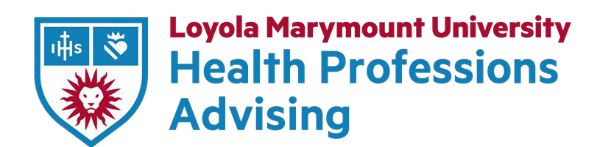 IHS
Loyola Marymount University
Health Professions
Advising